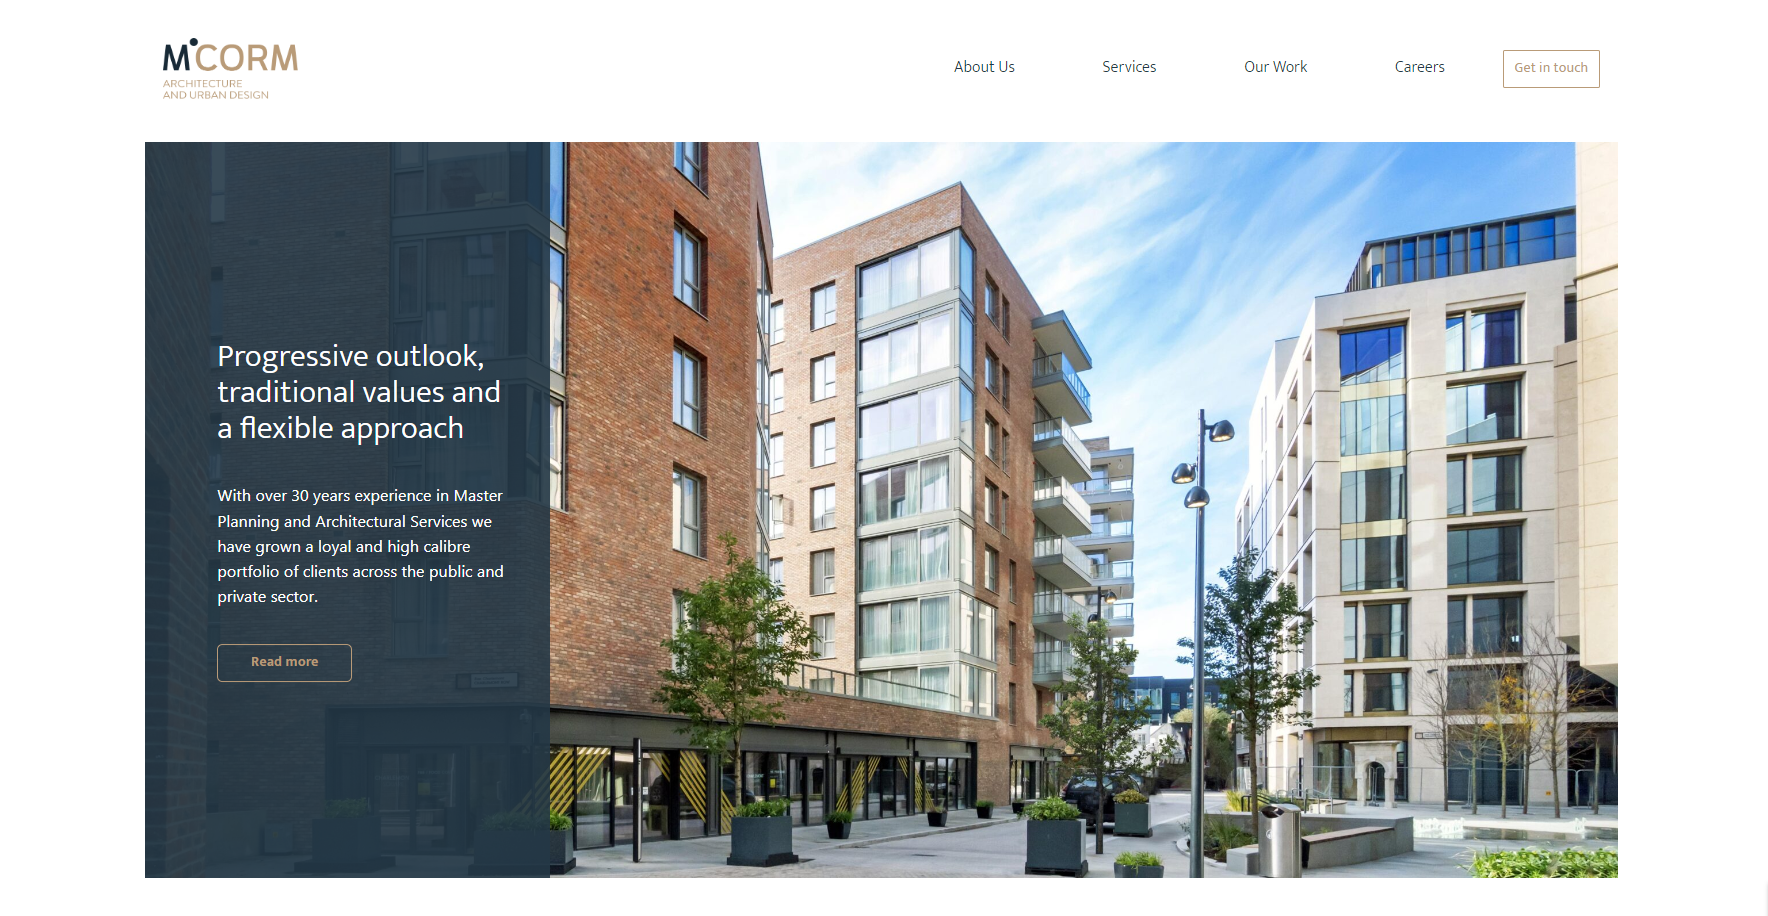 M•CORM
ARCHITECTURE
AND URBAN DESIGN
About Us
Services
Our Work
Careers
Get in touch
Progressive outlook,
traditional values and
a flexible approach
With over 30 years experience in Master
Planning and Architectural Services we
have grown a loyal and high calibre
portfolio of clients across the public and
private sector.
Read more